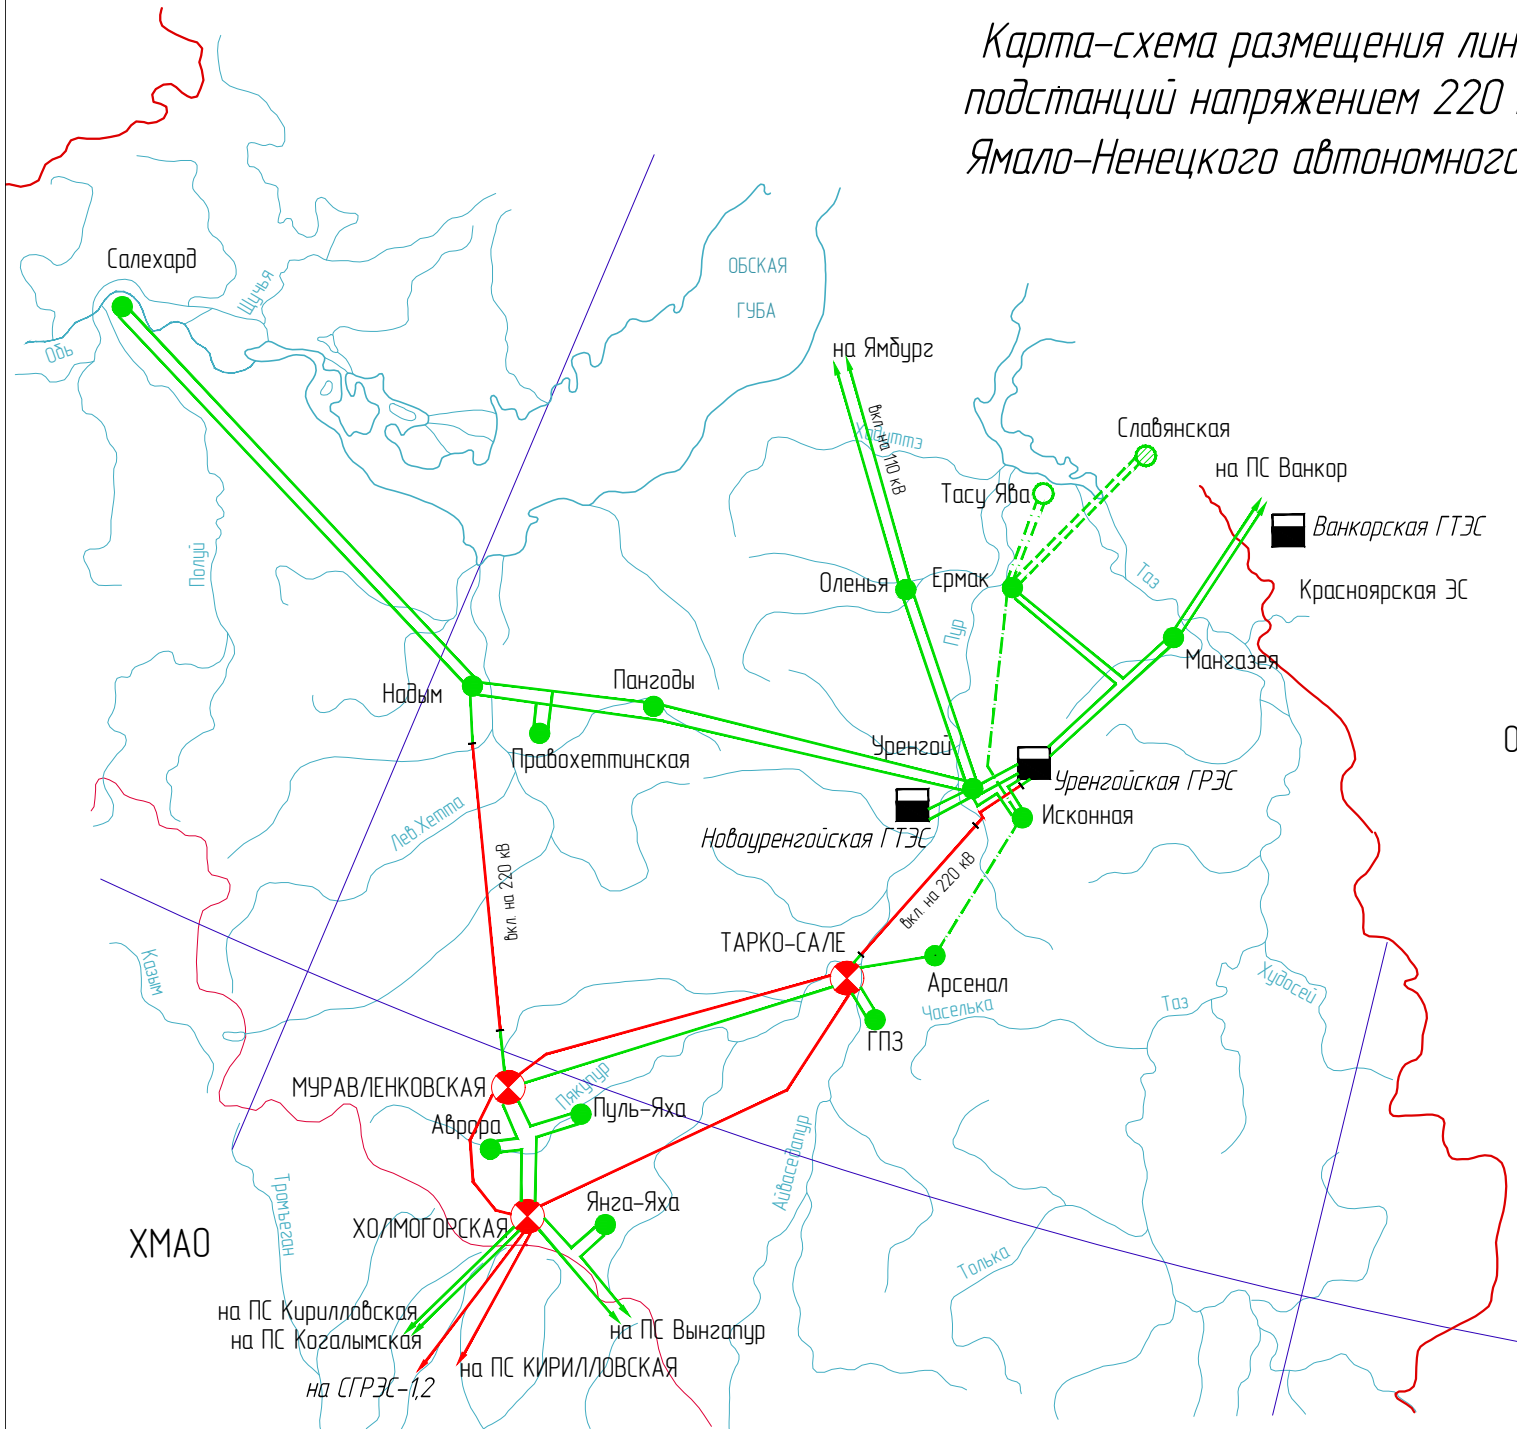 Карта-схема размещения лин
подстанций напряжением 220
Ямало-Ненецкого автономного
Салехард
Щучья
Обь
ОБСКАЯ
ГУБА
на Ямбург
вкл. на 110 кВ
Хадуттэ
Славянская
на ПС Ванкор
Тасу Ява
Ванкорская ГТЭС
Полуй
Таз
Оленья
Ермак
Красноярская ЭС
Пур
Мангазея
Надым
Пангоды
Правохеттинская
Уренгой
Уренгойская ГРЭС
Новоуренгойская ГТЭС
Исконная
Лев.Хетта
вкл. на 220 кВ
вкл. на 220 кВ
ТАРКО-САЛЕ
Казым
Арсенал
Худосей
Часелька
Таз
ГПЗ
МУРАВЛЕНКОВСКАЯ
Пякупур
Пуль-Яха
Аврора
Айваседапур
Тромъеган
Янга-Яха
ХОЛМОГОРСКАЯ
ХМАО
Толька
на ПС Кирилловская
на ПС Когалымская
на ПС Вынгапур
на ПС КИРИЛЛОВСКАЯ
на СГРЭС-1,2